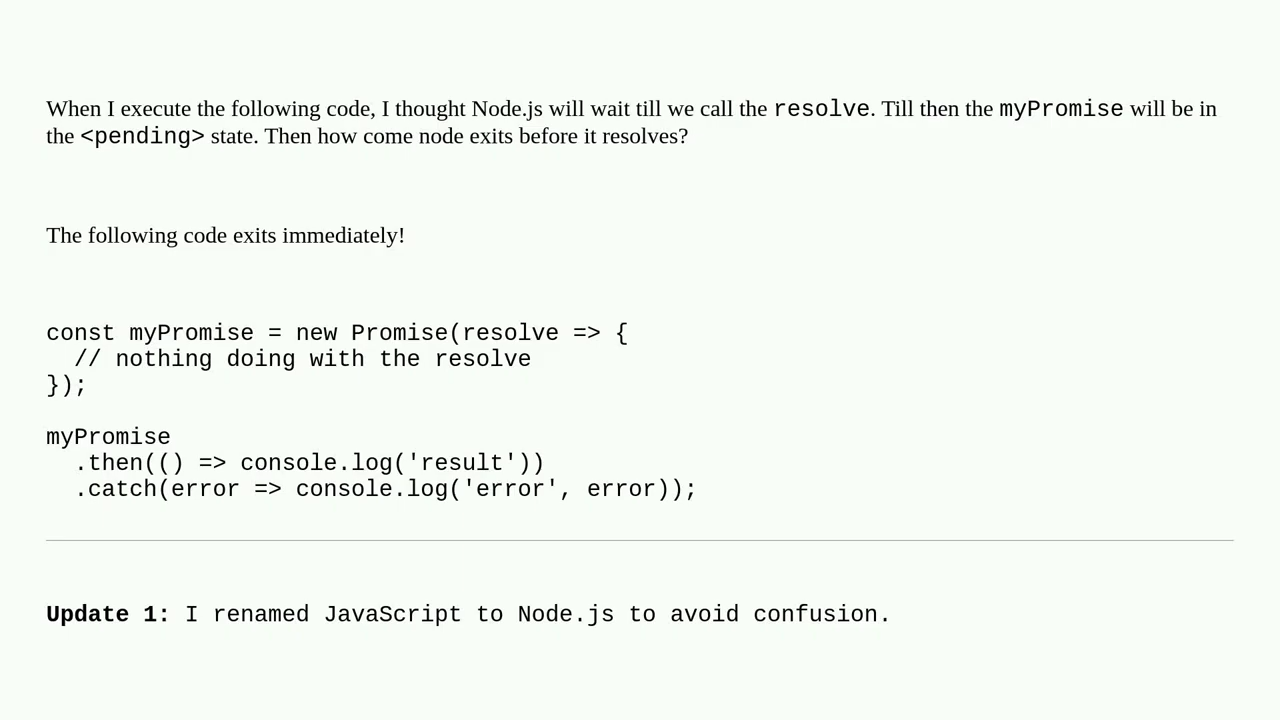 When I execute the following code, I thought Node.js will wait till we call the resolve. Till then the myPromise will be in
the <pending> state. Then how come node exits before it resolves?
The following code exits immediately!
const myPromise = new Promise(resolve => {
  // nothing doing with the resolve
});
myPromise
  .then(() => console.log('result'))
  .catch(error => console.log('error', error));
Update 1: I renamed JavaScript to Node.js to avoid confusion.